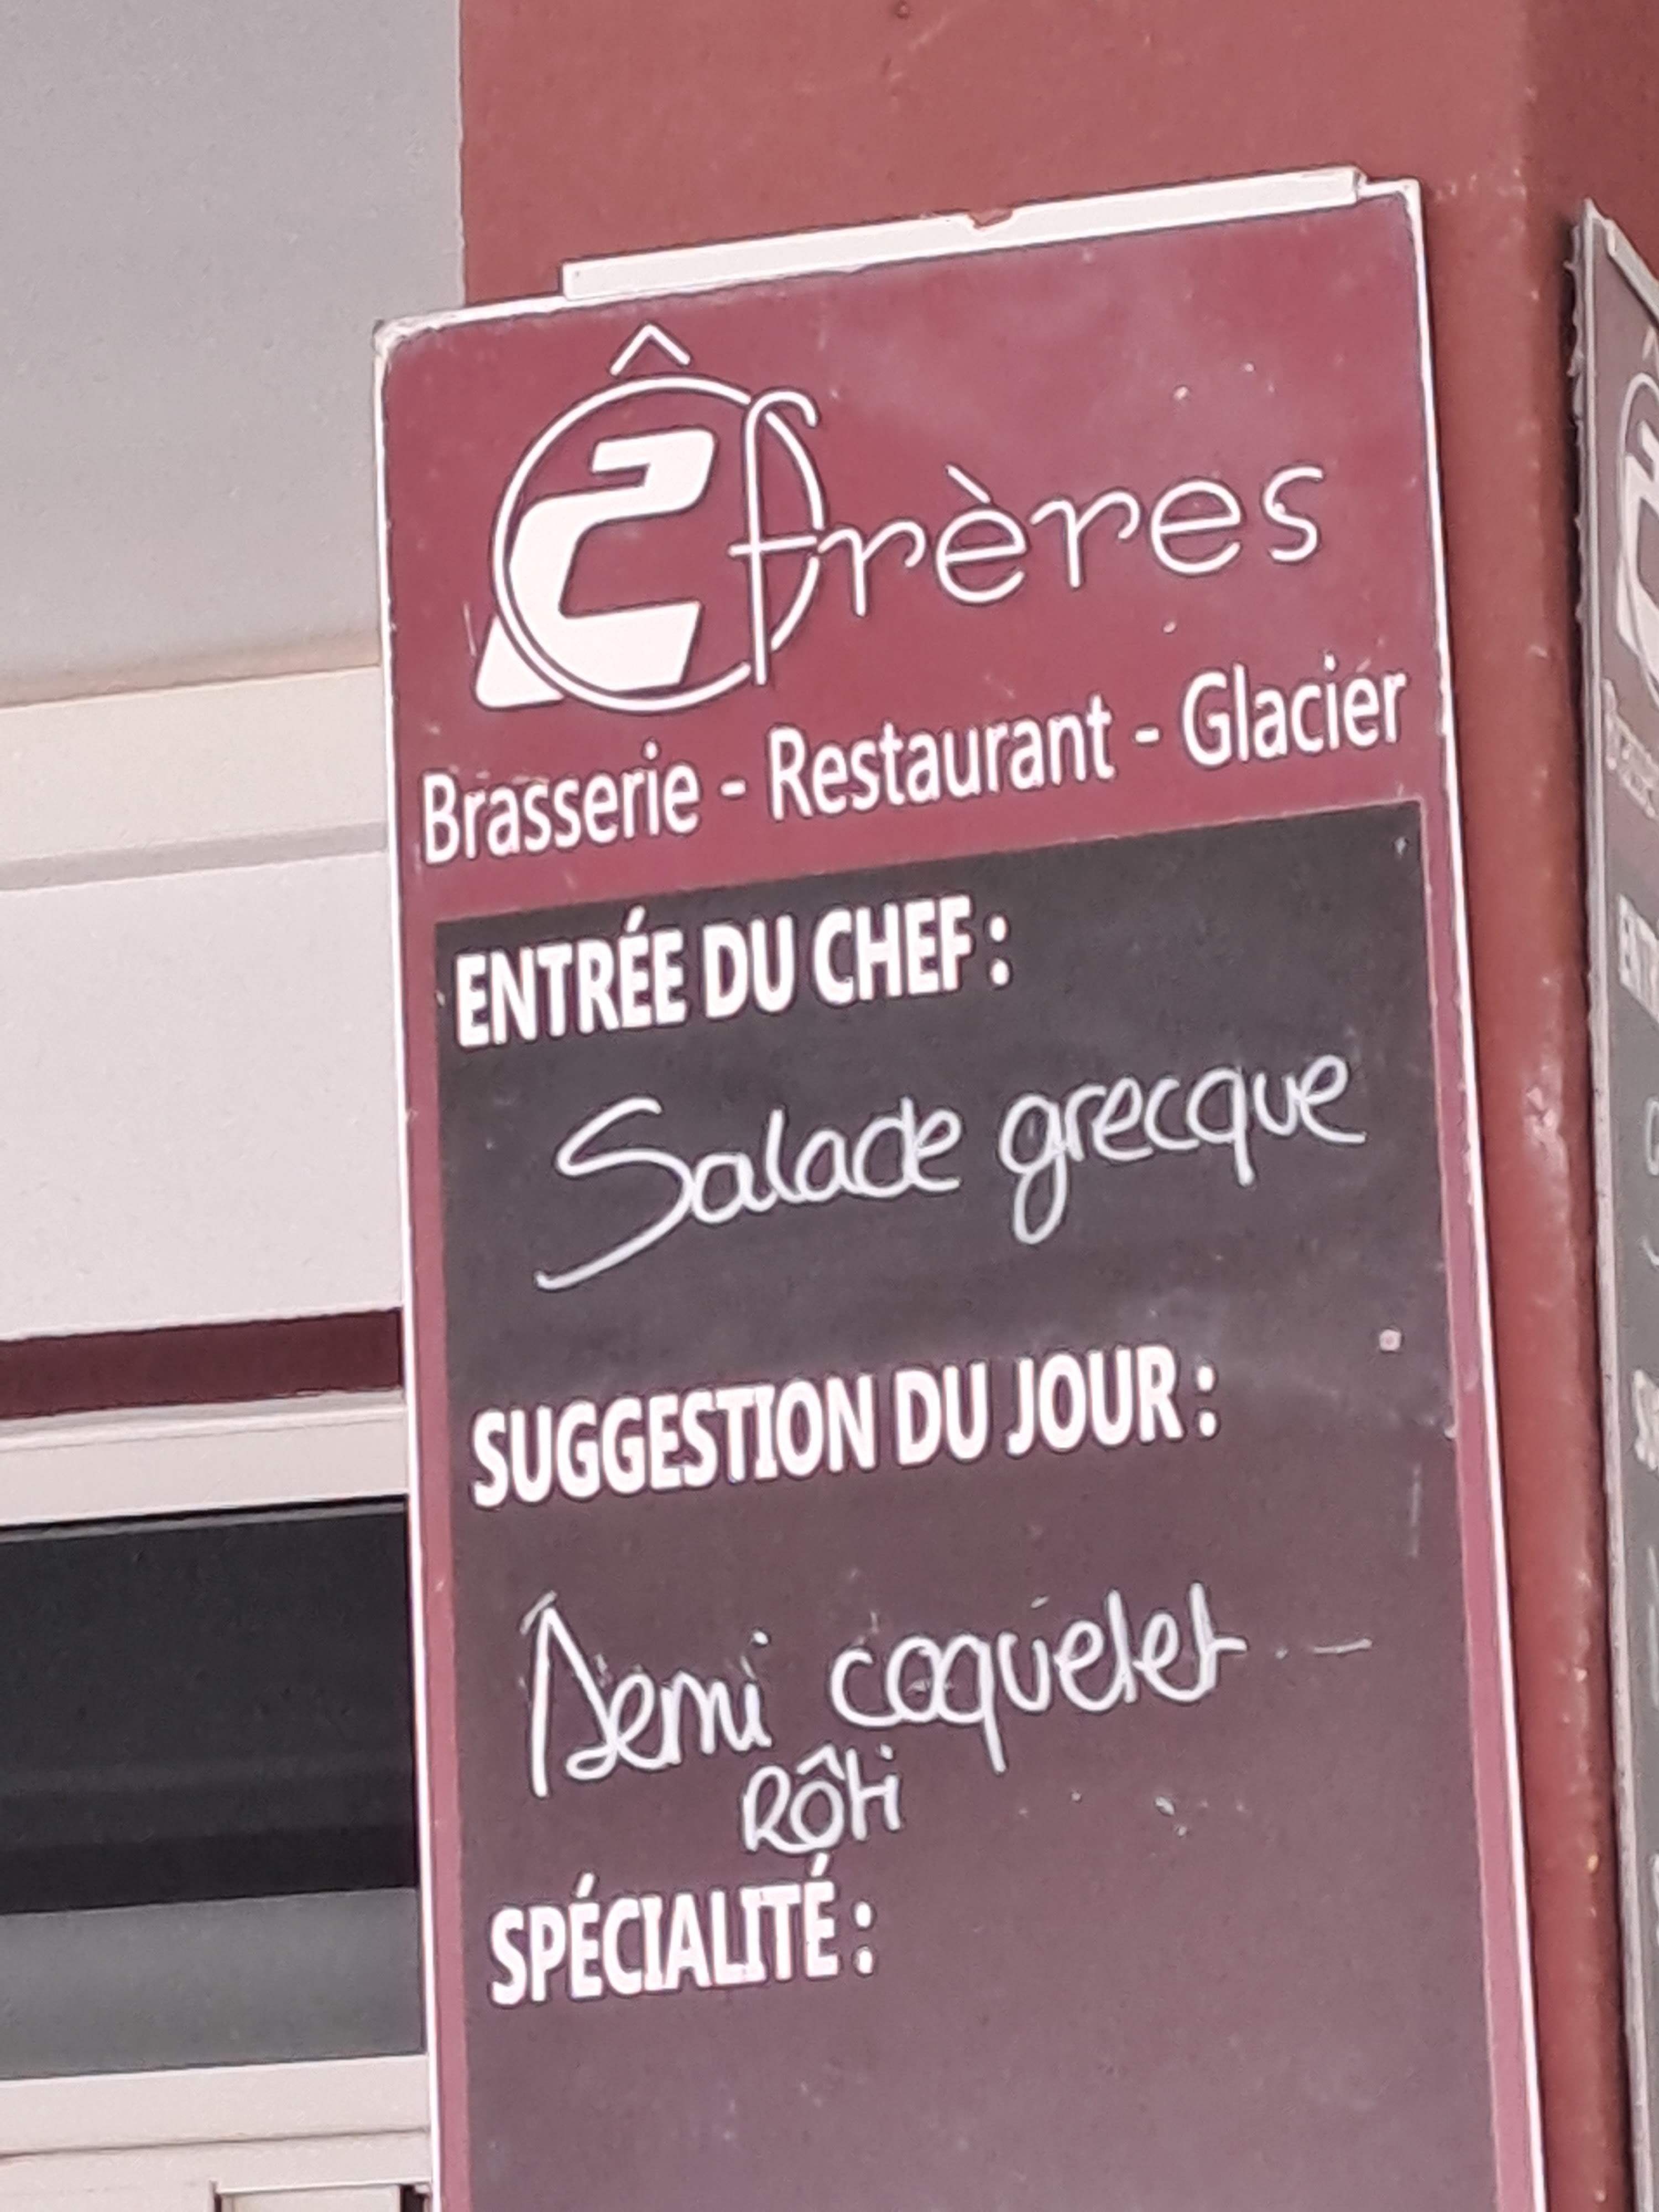 Ô 2 frères
Brasserie - Restaurant - Glacier
ENTRÉE DU CHEF :
Salade grecque
SUGGESTION DU JOUR :
Demi coquelet
Rôti
SPÉCIALITÉ :